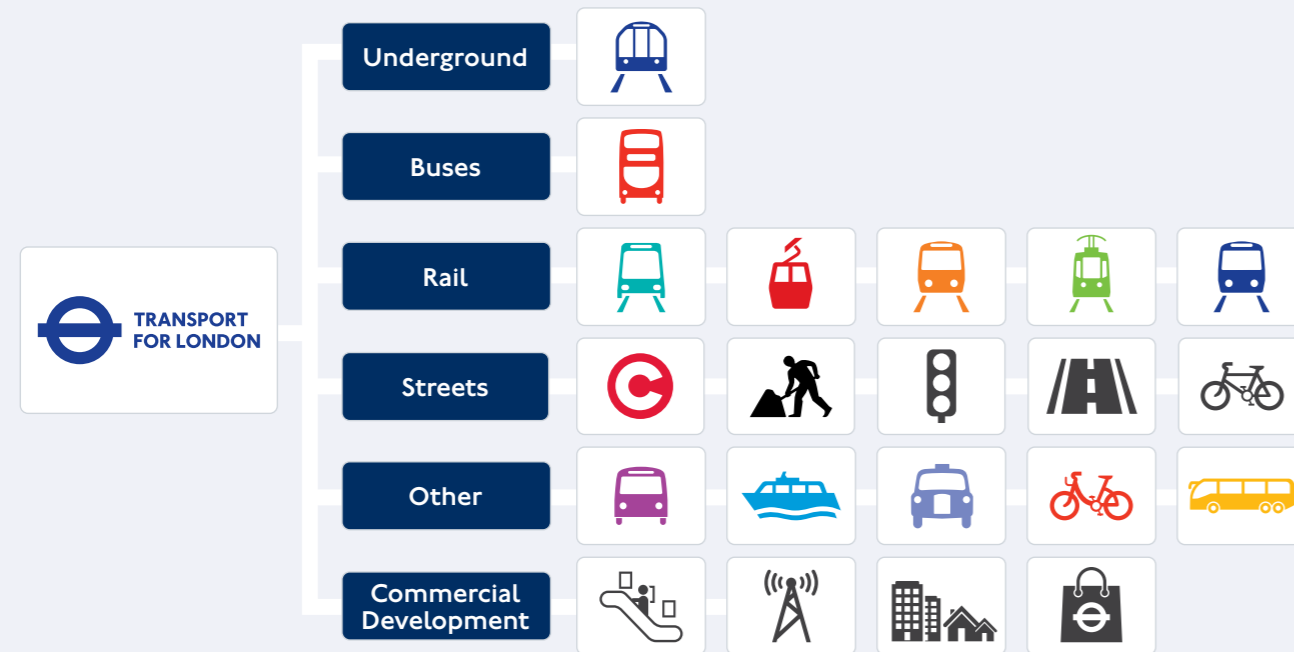 Underground
Buses
Rail
TRANSPORT
FOR LONDON
Streets
Other
Commercial
Development